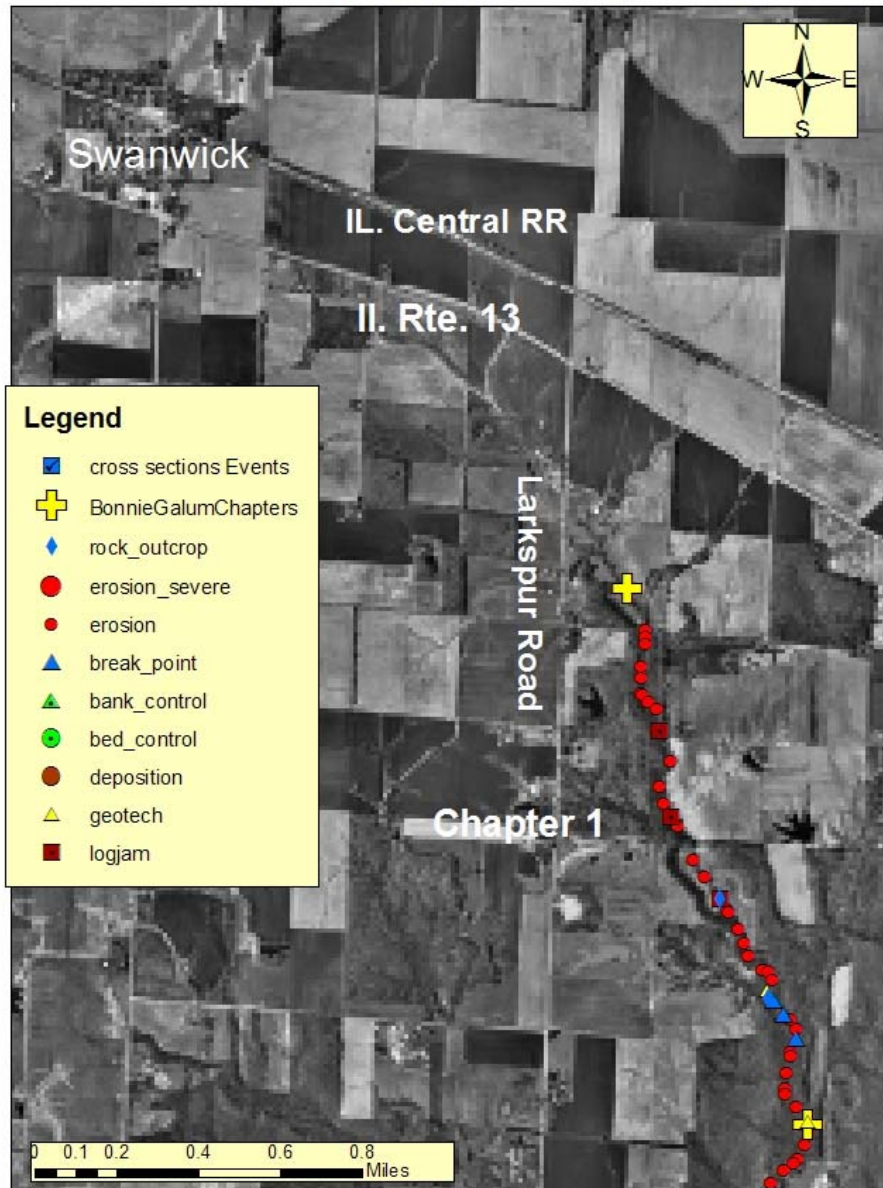 N
W E
S
Swanwick
IL. Central RR
Il. Rte. 13
Legend
cross sections Events
BonnieGalumChapters
rock_outcrop
erosion_severe
erosion
break_point
bank_control
bed_control
deposition
geotech
logjam
Larkspur Road
Chapter 1
0 0.1 0.2 0.4 0.6 0.8
Miles